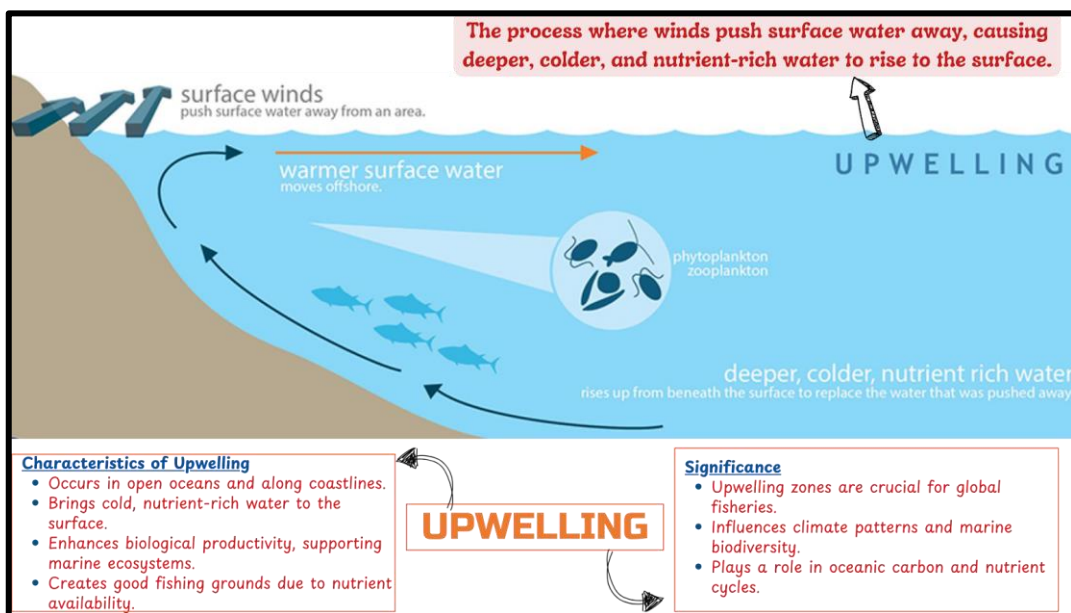 The process where winds push surface water away, causing
deeper, colder, and nutrient-rich water to rise to the surface.
surface winds
push surface water away from an area.
warmer surface water
moves offshore.
UPWELLING
phytoplankton
zooplankton
deeper, colder, nutrient rich water
rises up from beneath the surface to replace the water that was pushed away
Characteristics of Upwelling
• Occurs in open oceans and along coastlines.
• Brings cold, nutrient-rich water to the
surface.
• Enhances biological productivity, supporting
marine ecosystems.
• Creates good fishing grounds due to nutrient
availability.
UPWELLING
Significance
• Upwelling zones are crucial for global
fisheries.
• Influences climate patterns and marine
biodiversity.
• Plays a role in oceanic carbon and nutrient
cycles.